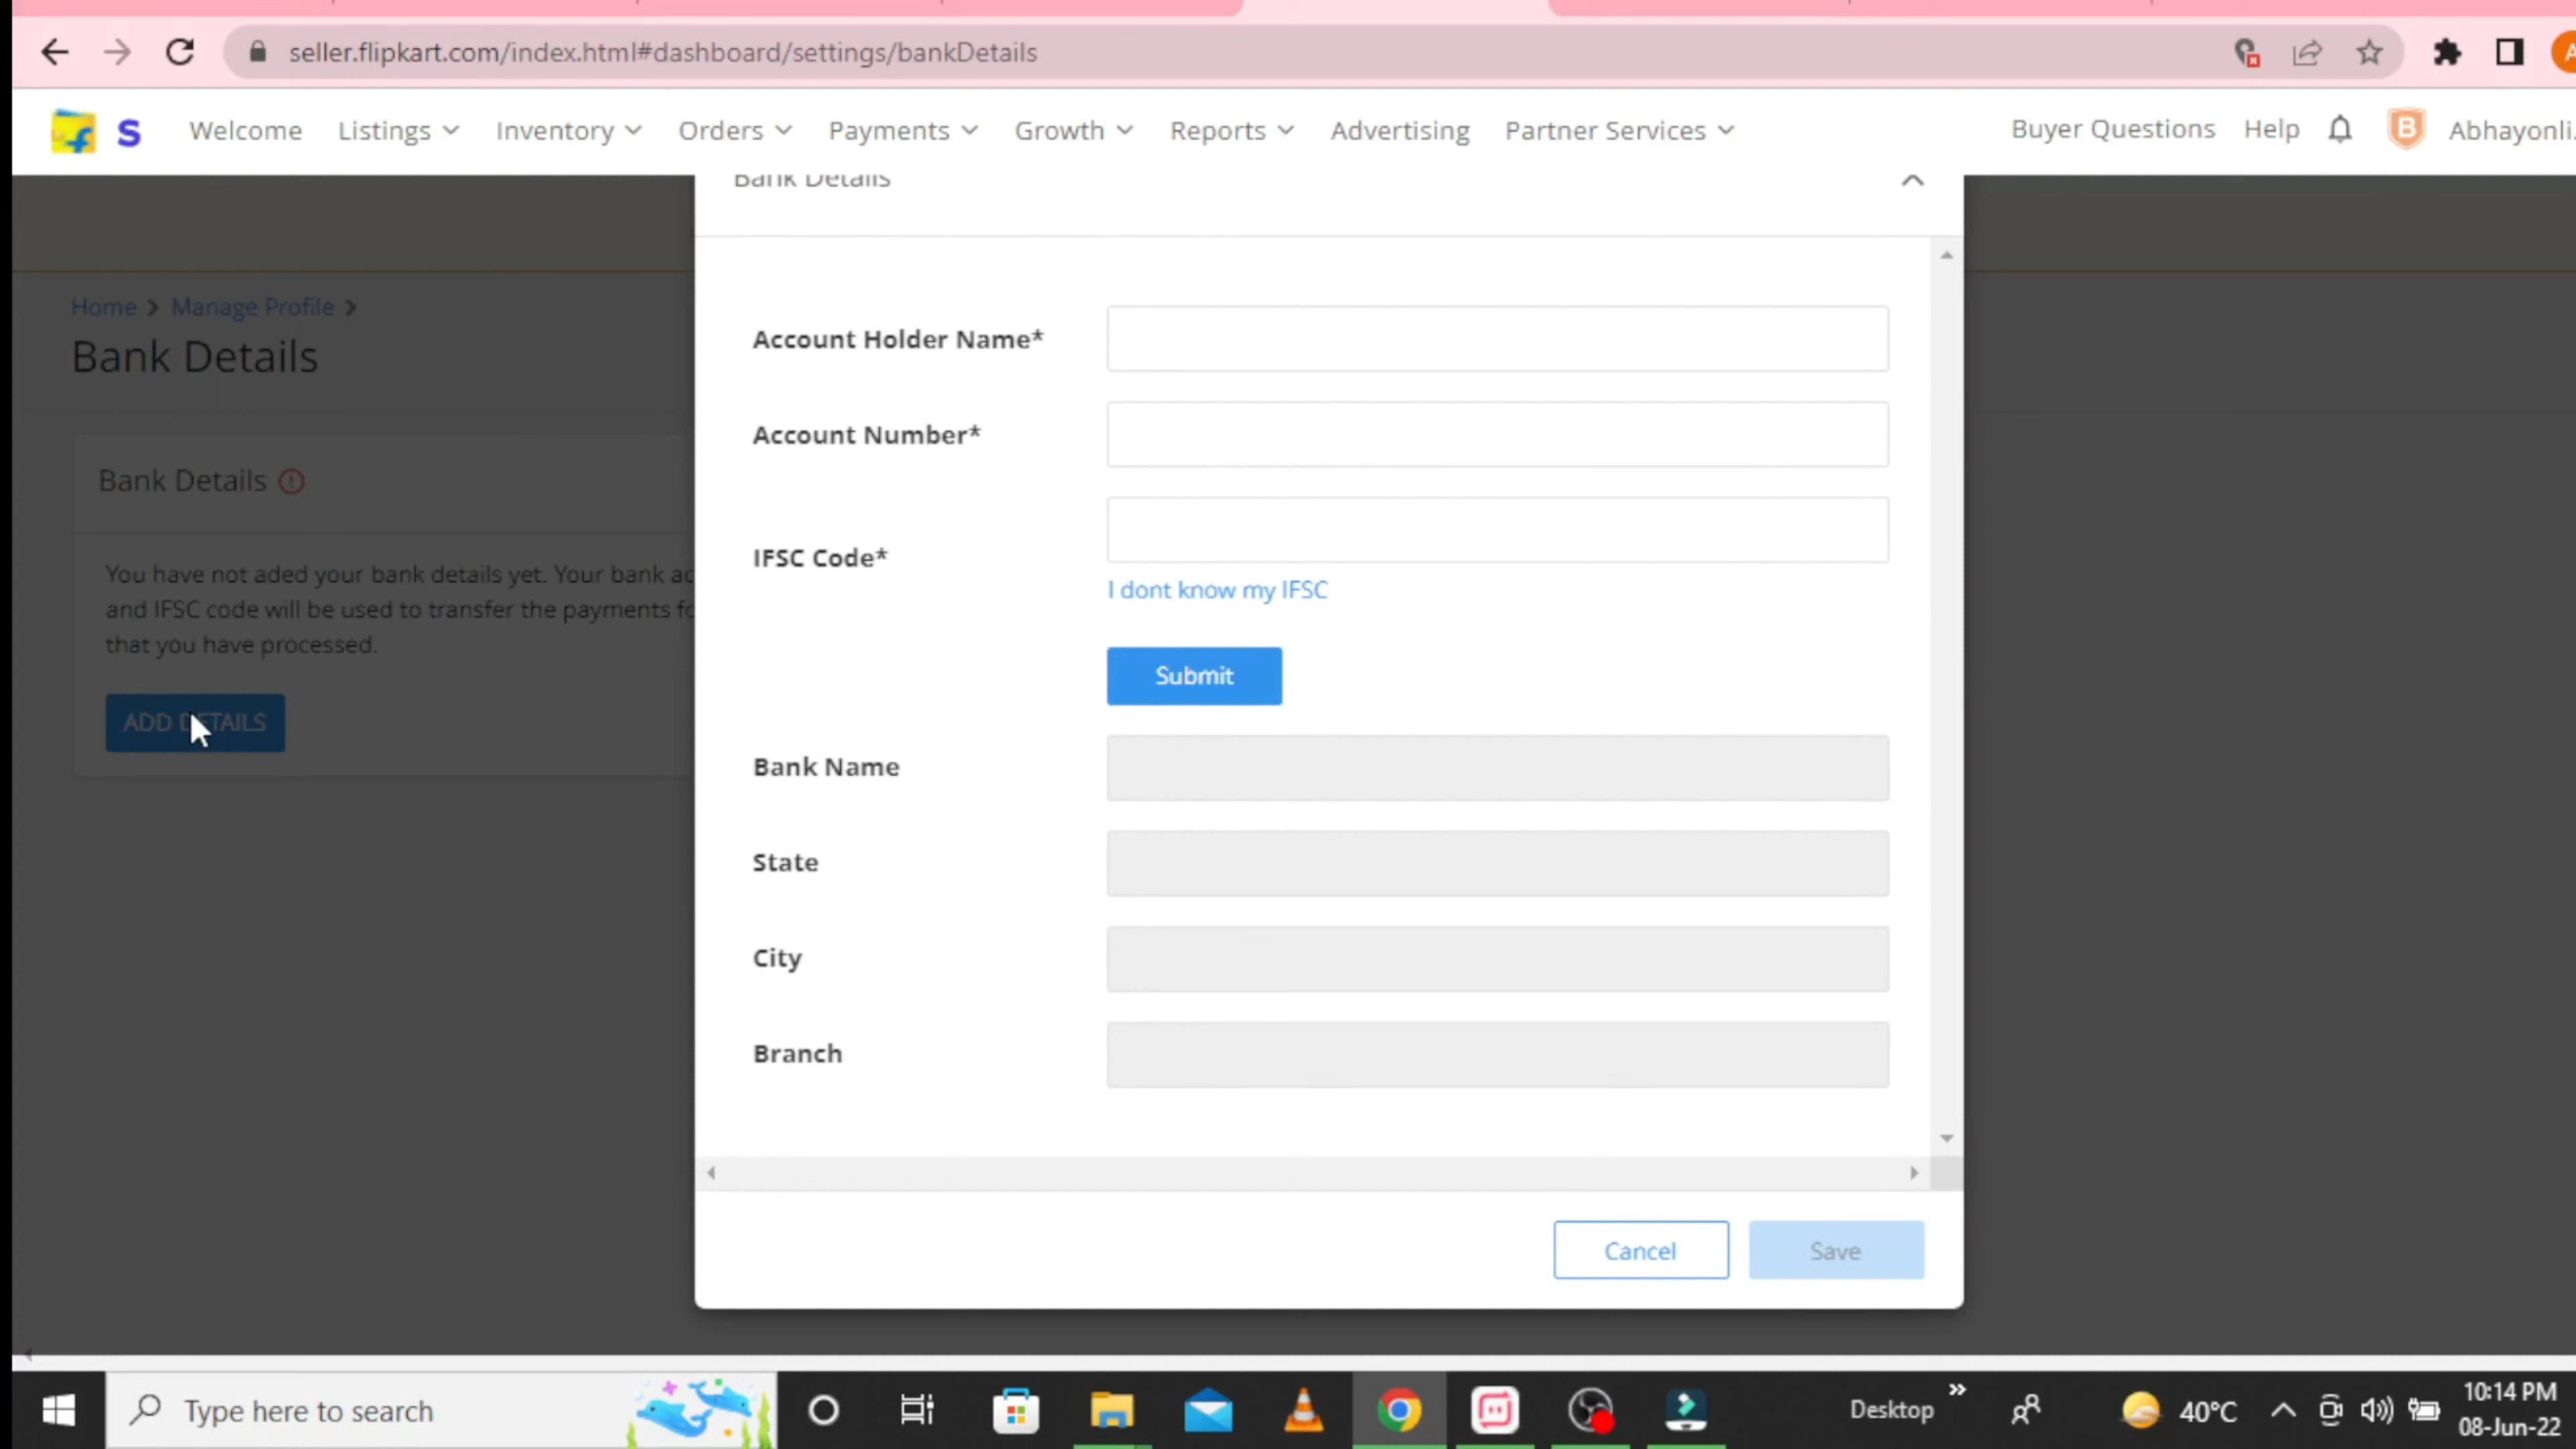 seller.flipkart.com/index.html#dashboard/settings/bankDetails
Welcome Listings Inventory Orders Payments Growth Reports Advertising Partner Services Buyer Questions Help B
Bank Details
Home > Manage Profile >
Bank Details
Bank Details
You have not aded your bank details yet. Your bank
and IFSC code will be used to transfer the payments
that you have processed.
ADD DETAILS
Account Holder Name*
Account Number*
IFSC Code*
I dont know my IFSC
Submit
Bank Name
State
City
Branch
Cancel Save
Type here to search
Desktop
40°C
10:14 PM
08-Jun-22